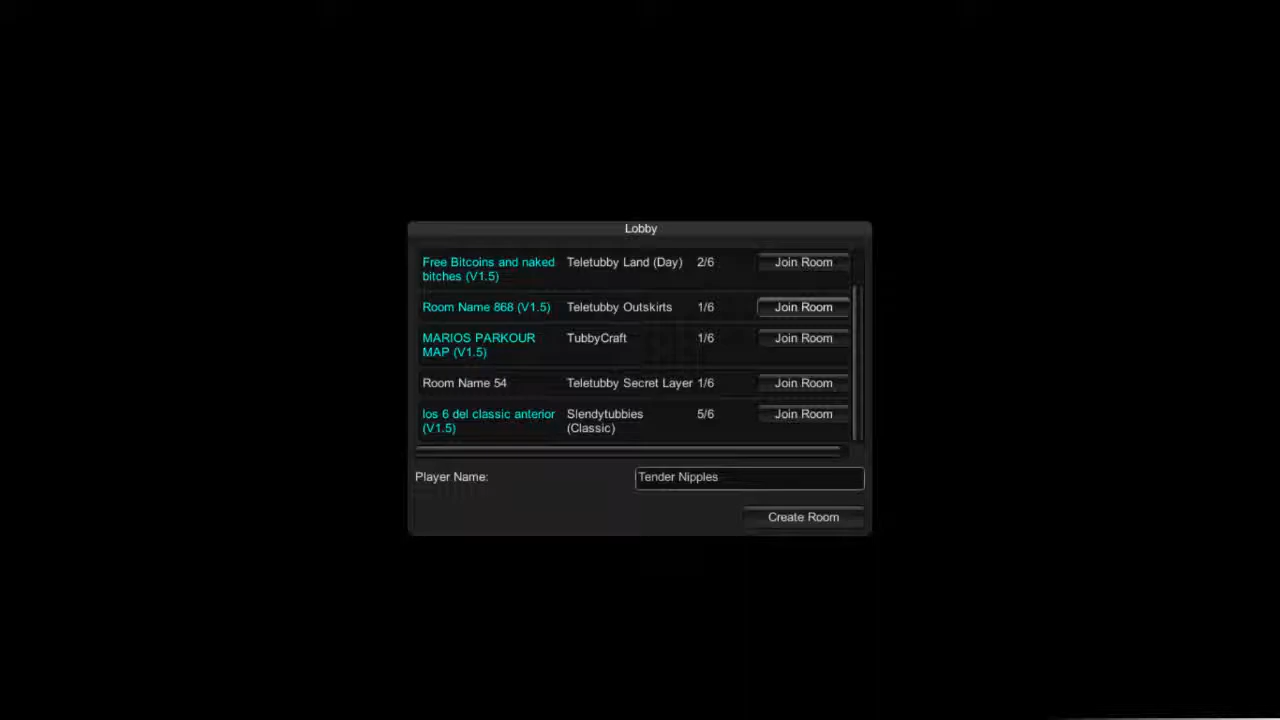 Lobby
Free Bitcoins and naked Teletubby Land (Day) 2/6 Join Room
bitches (V1.5)
Room Name 868 (V1.5) Teletubby Outskirts 1/6 Join Room
MARIOS PARKOUR TubbyCraft 1/6 Join Room
MAP (V1.5)
Room Name 54 Teletubby Secret Layer 1/6 Join Room
los 6 del classic anterior Slendytubbies 5/6 Join Room
(V1.5) (Classic)
Player Name: Tender Nipples
Create Room